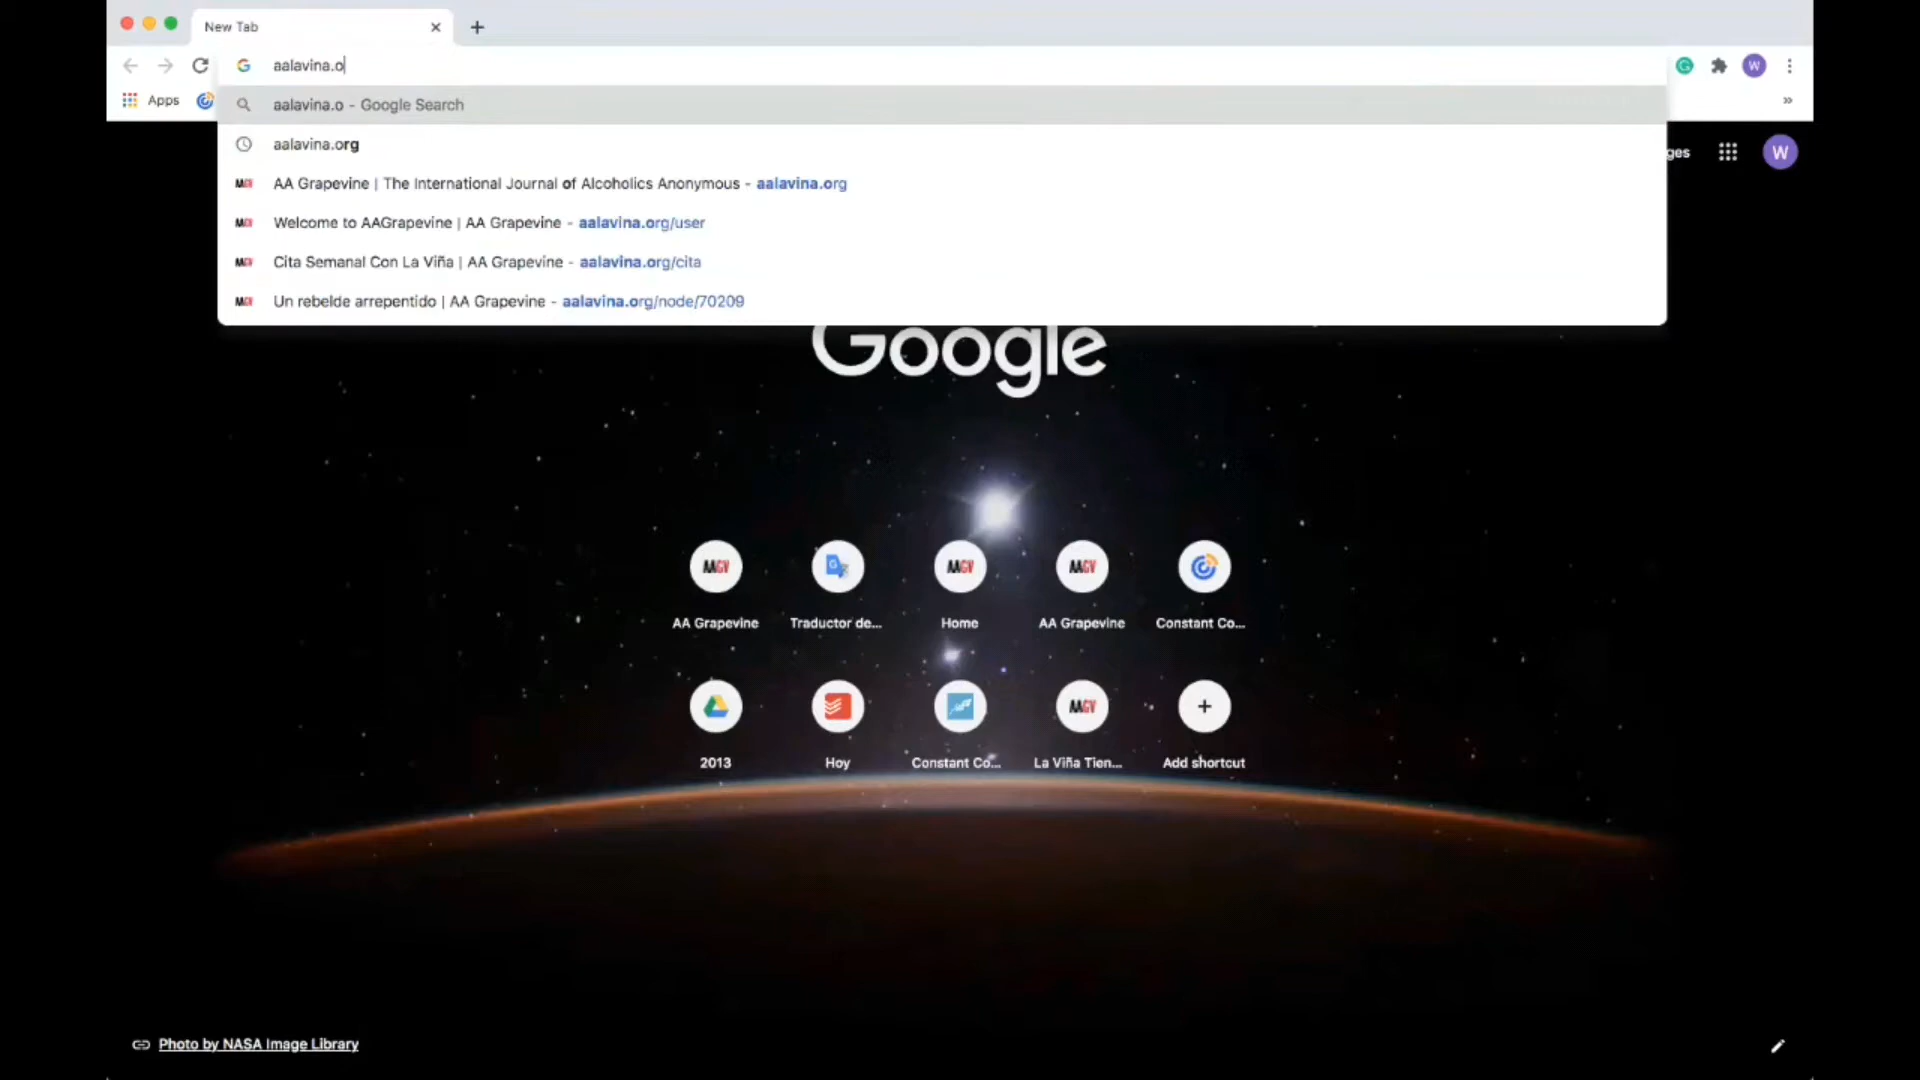 New Tab
aalavina.o
Apps
aalavina.o - Google Search
aalavina.org
ges
W
AA Grapevine | The International Journal of Alcoholics Anonymous - aalavina.org
Welcome to AAGrapevine | AA Grapevine - aalavina.org/user
Cita Semanal Con La Viña | AA Grapevine - aalavina.org/cita
Un rebelde arrepentido | AA Grapevine - aalavina.org/node/70209
Google
AA Grapevine
Traductor de...
Home
AA Grapevine
Constant Co...
2013
Hoy
Constant Co...
La Viña Tien...
Add shortcut
Photo by NASA Image Library